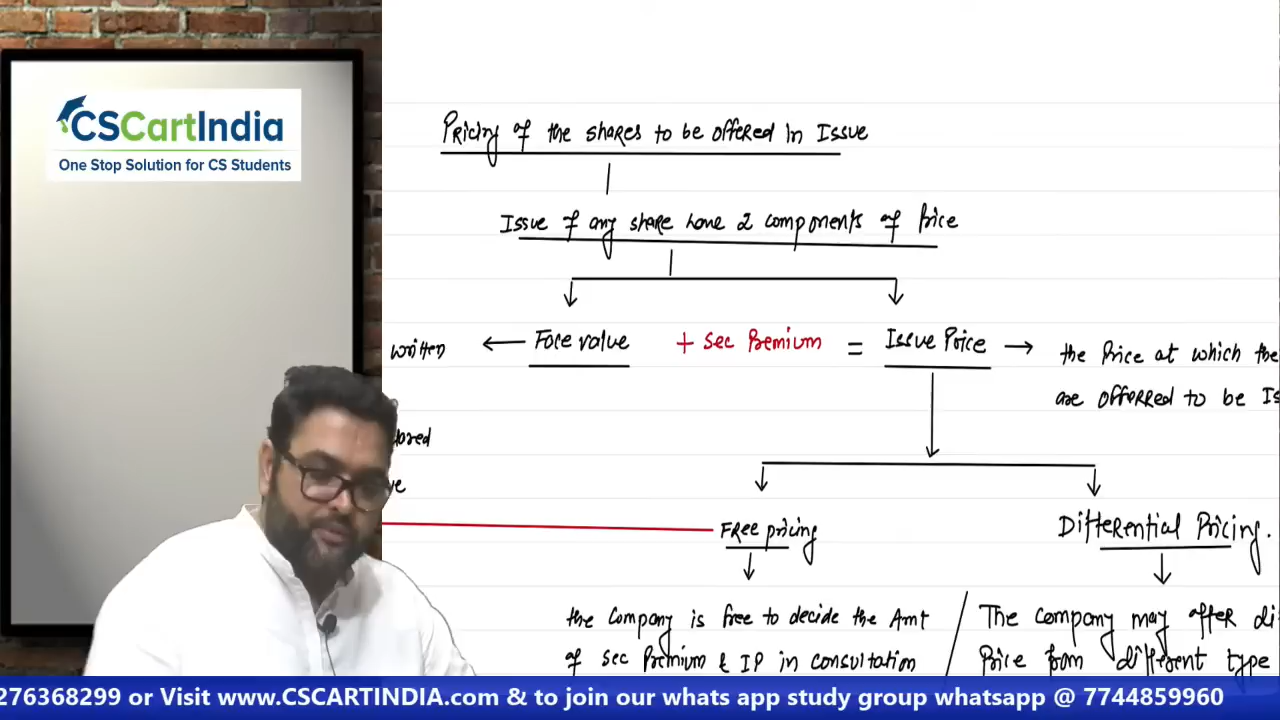 CSCartIndia
One Stop Solution for CS Students
Pricing of the shares to be offered in Issue
Issue of any share have 2 components of Price
written ← Face value + Sec Premium = Issue Price → the Price at which the
are offerred to be Is
ored
ve
Free pricing
Differential Pricing.
the Company is free to decide the Amt
of Sec Premium & IP in consultation
The Company may offer di
Price from different type
276368299 or Visit www.CSCARTINDIA.com & to join our whats app study group whatsapp @ 7744859960